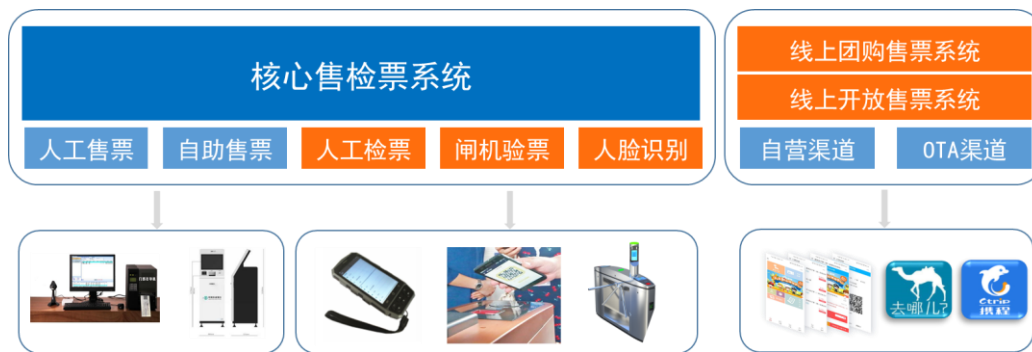 核心售检票系统
人工售票
自助售票
人工检票
闸机验票
人脸识别
线上团购售票系统
线上开放售票系统
自营渠道
OTA渠道
去哪儿?
Ctrip
携程